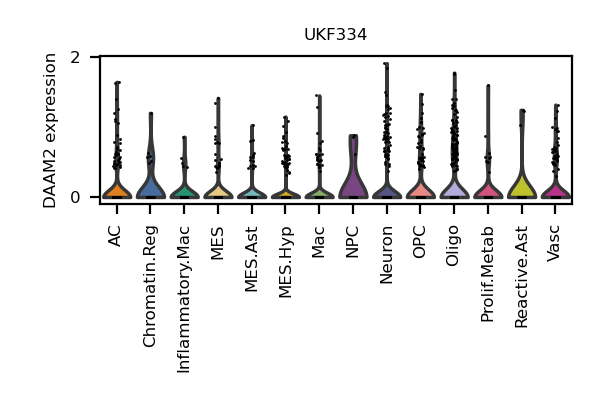 UKF334
DAAM2 expression
2
0
AC
Chromatin.Reg
Inflammatory.Mac
MES
MES.Ast
MES.Hyp
Mac
NPC
Neuron
OPC
Oligo
Prolif.Metab
Reactive.Ast
Vasc